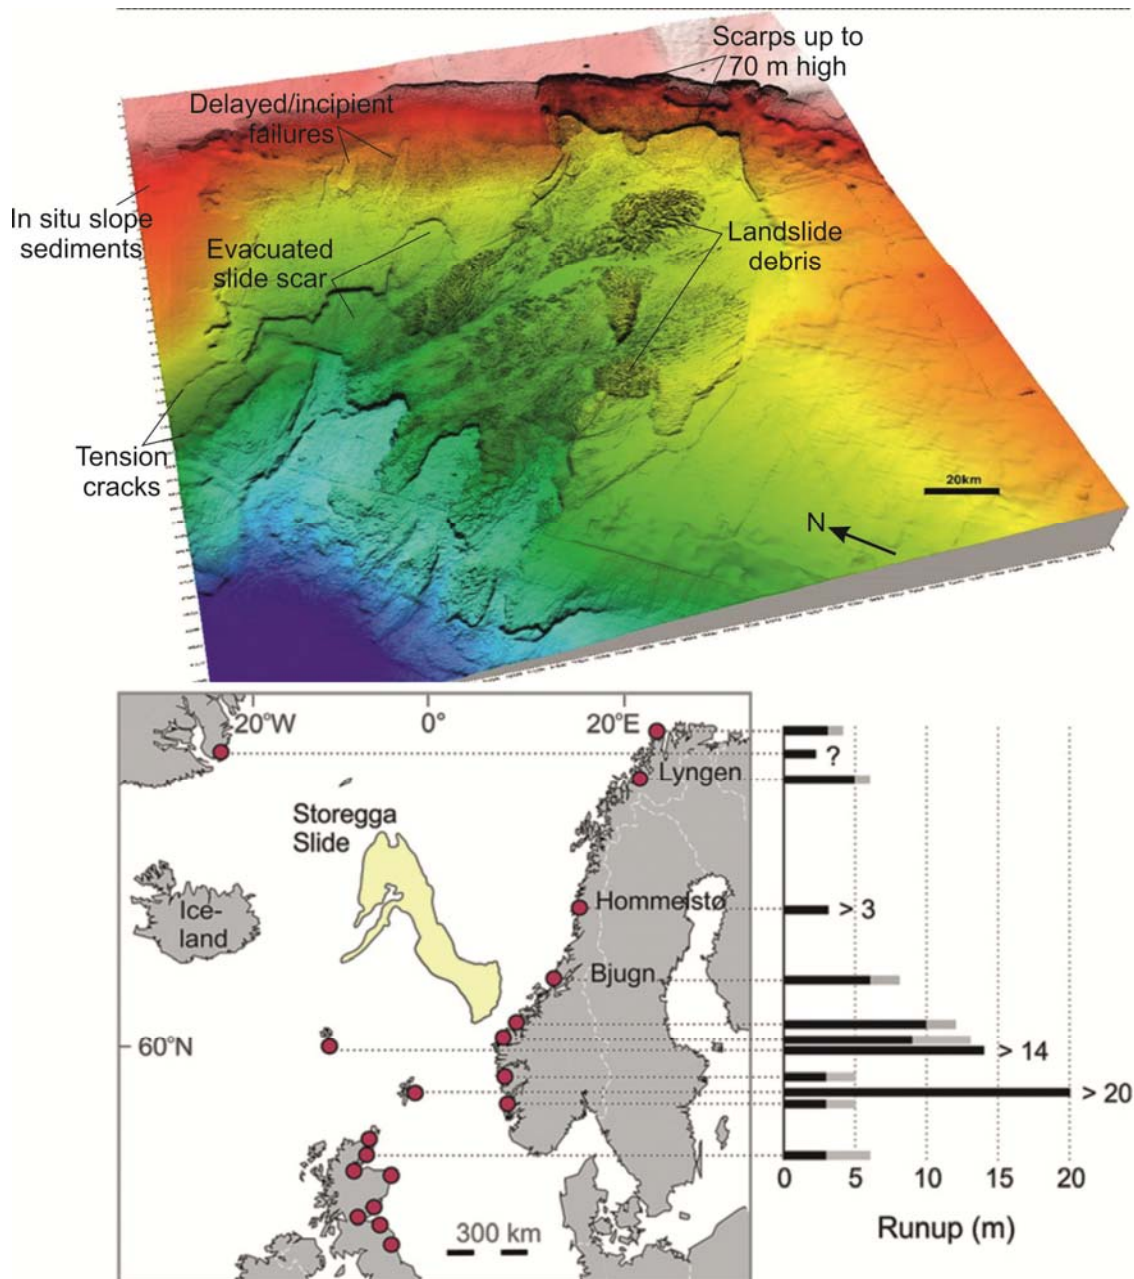 Scarps up to
70 m high
Delayed/incipient
failures
In situ slope
sediments
Evacuated
slide scar
Landslide
debris
Tension
cracks
20km
N
20°W
0°
20°E
Lyngen
?
Storegga
Slide
Hommelstø
> 3
Ice-
land
Bjugn
60°N
> 14
> 20
300 km
0
5
10
15
20
Runup (m)